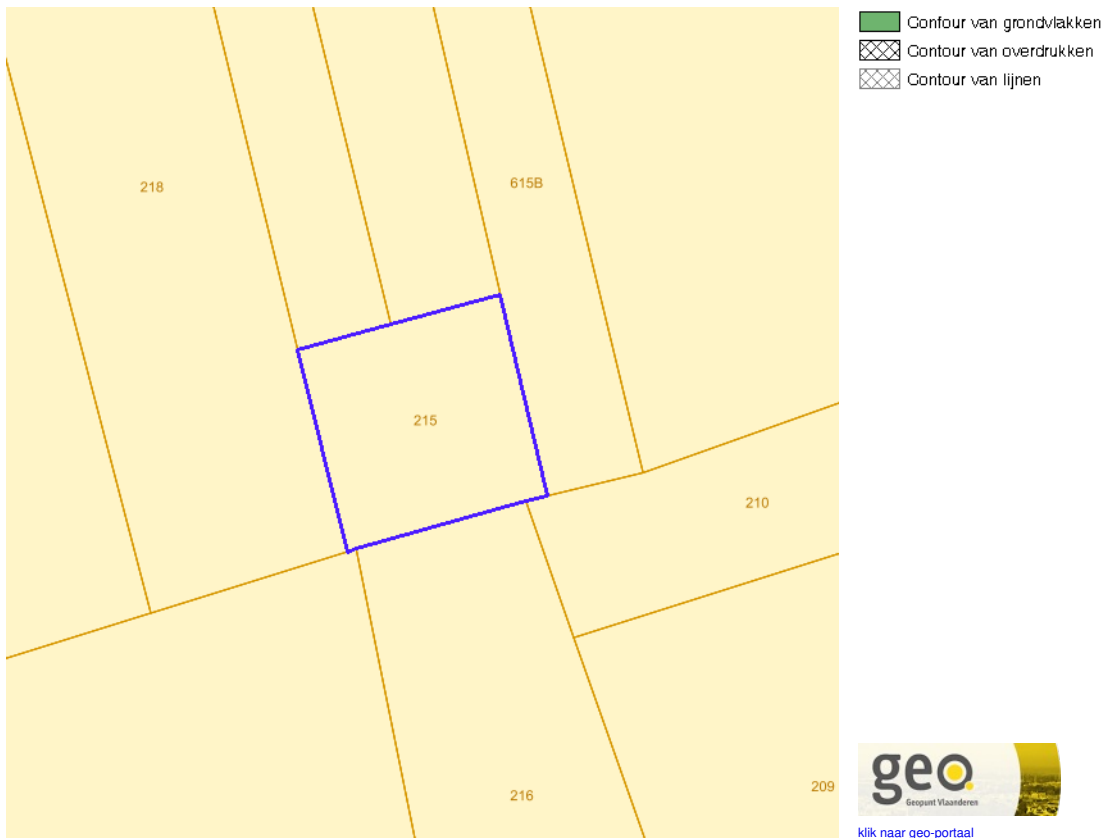 Contour van grondvlakken
Contour van overdrukken
Contour van lijnen
218
615B
215
210
216
209
geo.
Geopunt Vlaanderen
klik naar geo-portaal